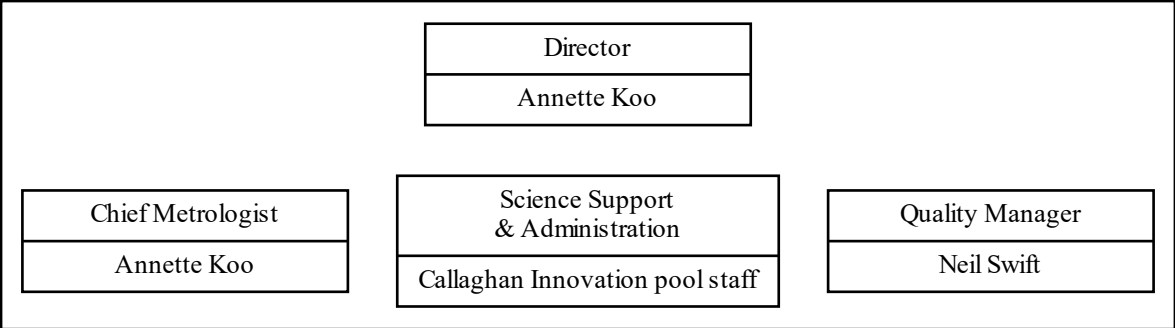 Director
Annette Koo
Chief Metrologist
Annette Koo
Science Support
& Administration
Callaghan Innovation pool staff
Quality Manager
Neil Swift